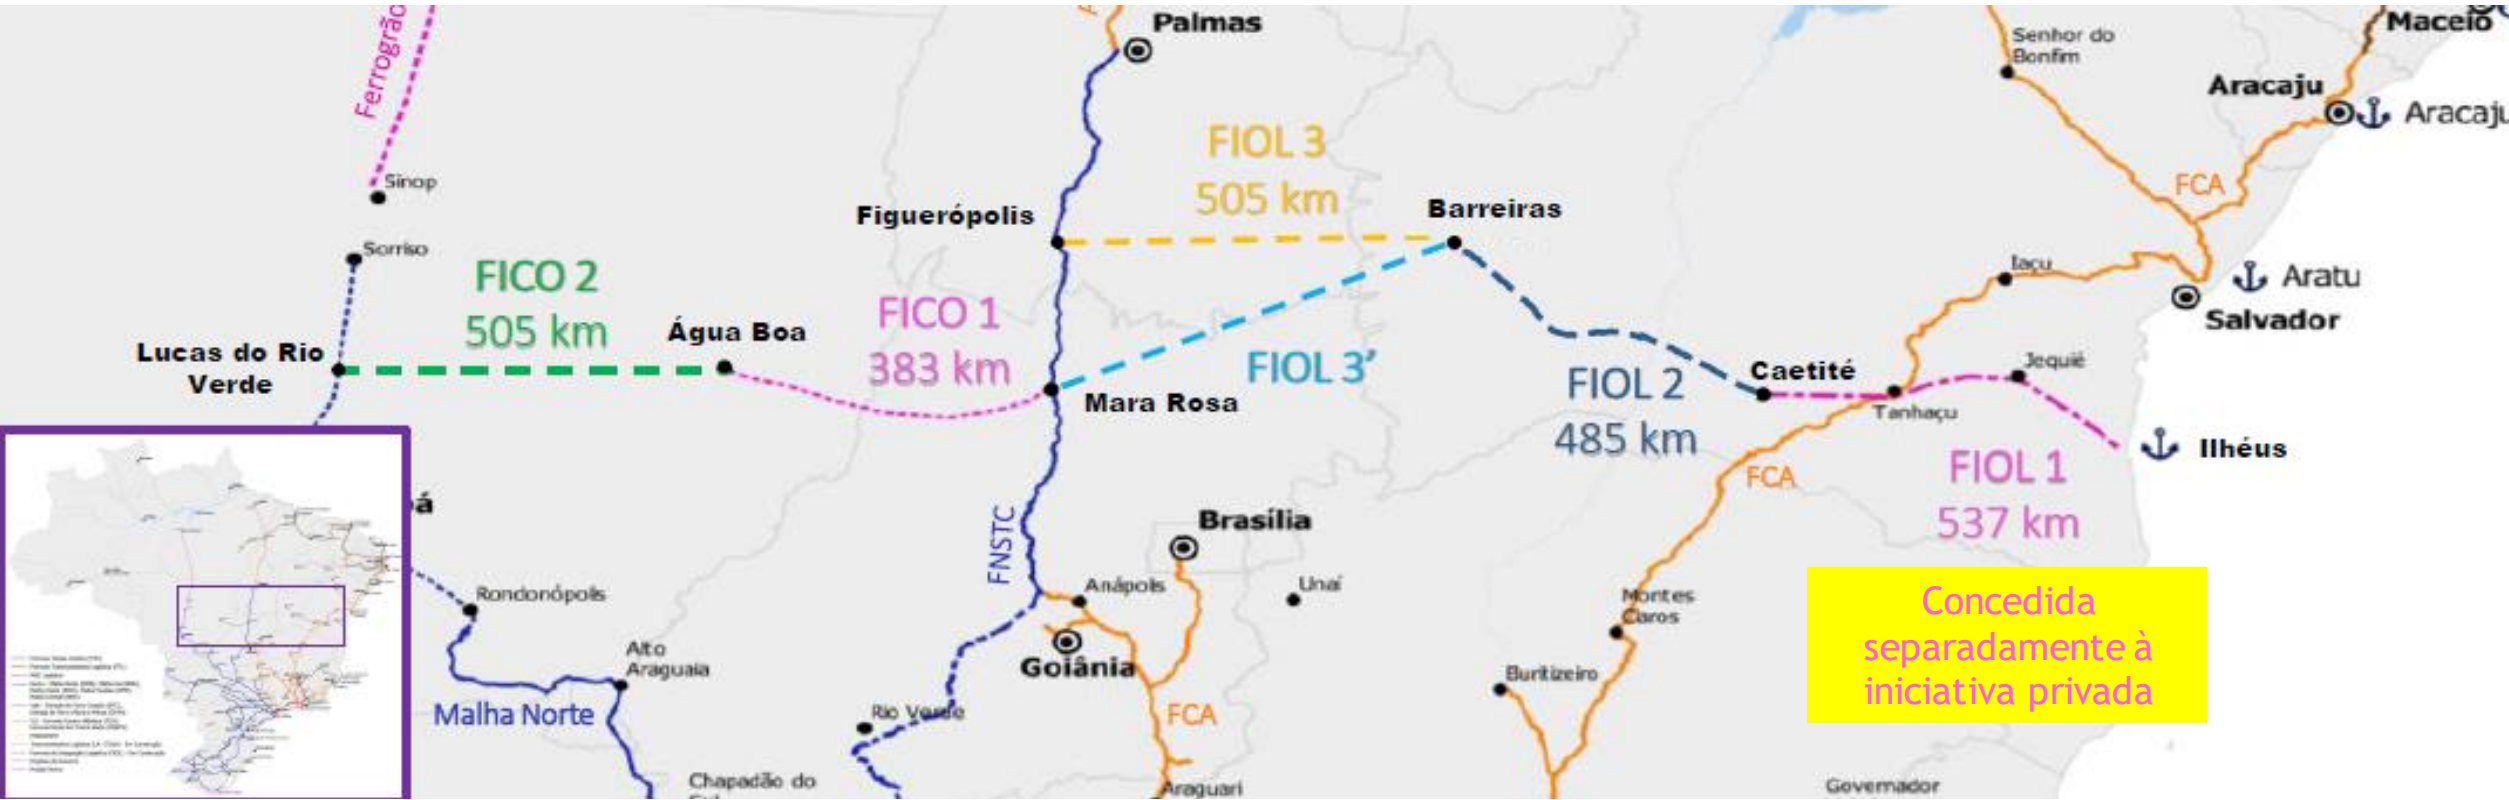 Palmas
Maceió
Senhor do
Bonfim
Aracaju
Aracaju
Ferrogrão
FIOL 3
505 km
Sinop
FCA
Figuerópolis
Barreiras
Sorriso
FICO 2
505 km
Iaçu
Aratu
Salvador
FICO 1
383 km
Água Boa
Lucas do Rio
Verde
FIOL 3’
FIOL 2
485 km
Caetité
Jequié
Mara Rosa
Tanhaçu
Ilhéus
FCA
FIOL 1
537 km
á
Brasília
FNSTC
Anápolis
Unaí
Rondonópolis
Montes
Caros
Concedida
separadamente à
iniciativa privada
Alto
Araguaia
Goiânia
Buritizeiro
Malha Norte
Rio Verde
FCA
Chapadão do
Araguari
Governador